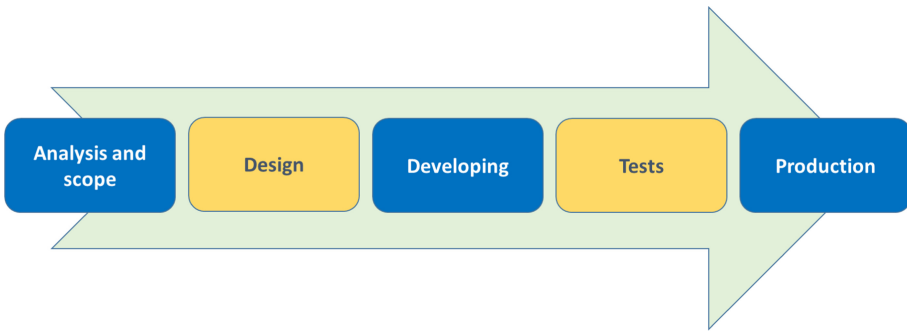 Analysis and
scope
Design
Developing
Tests
Production